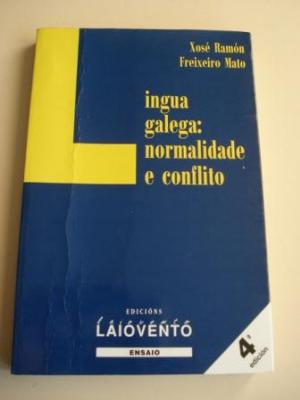 Xosé Ramón
Freixeiro Mato
ingua
galega:
normalidade
e conflito
EDICIÓNS
LAIOVENTO
ENSAIO
4ª
edición